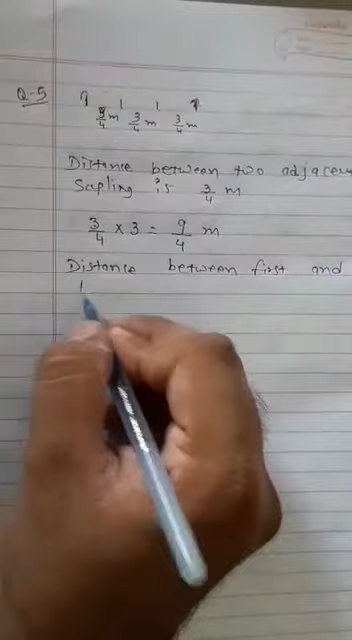 Q-5
3/4 m 3/4 m 3/4 m
Distance between two adjacen
Sapling is 3/4 m
3/4 x 3 = 9/4 m
Distance between first and
l